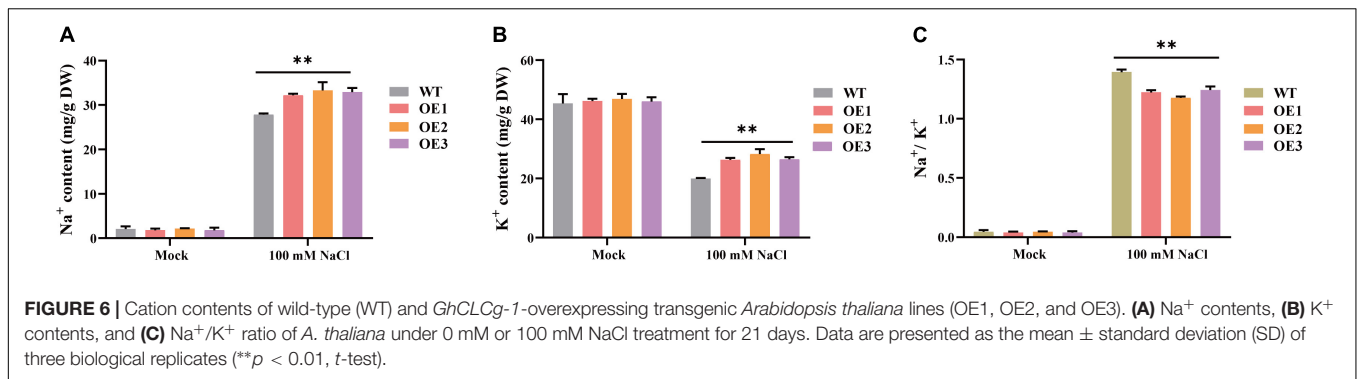 A
Na⁺ content (mg/g DW)
40
30
20
10
0
**
Mock
100 mM NaCl
WT
OE1
OE2
OE3
B
K⁺ content (mg/g DW)
60
40
20
0
**
Mock
100 mM NaCl
WT
OE1
OE2
OE3
C
Na⁺/ K⁺
1.5
1.0
0.5
0.0
**
Mock
100 mM NaCl
WT
OE1
OE2
OE3
FIGURE 6 | Cation contents of wild-type (WT) and GhCLCg-1-overexpressing transgenic Arabidopsis thaliana lines (OE1, OE2, and OE3). (A) Na⁺ contents, (B) K⁺
contents, and (C) Na⁺/K⁺ ratio of A. thaliana under 0 mM or 100 mM NaCl treatment for 21 days. Data are presented as the mean ± standard deviation (SD) of
three biological replicates (**p < 0.01, t-test).